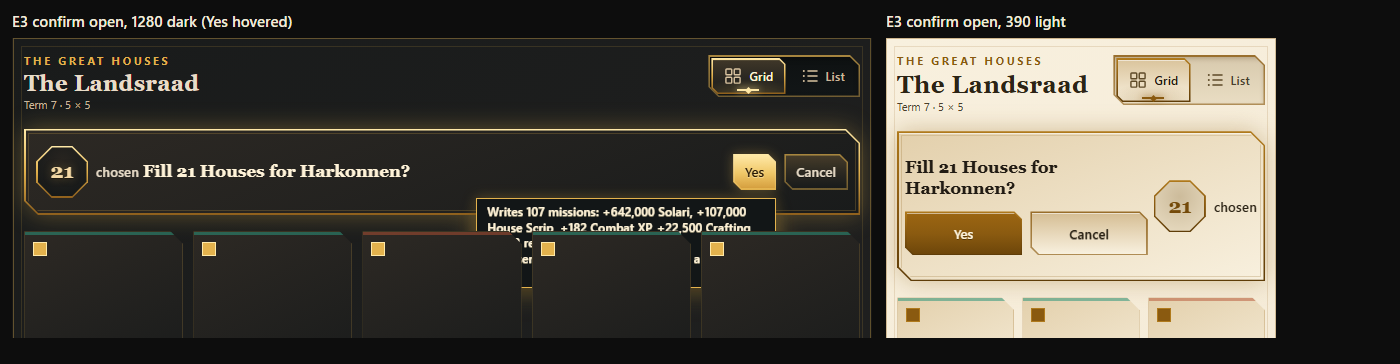 E3 confirm open, 1280 dark (Yes hovered)
THE GREAT HOUSES
The Landsraad
Term 7 · 5 × 5
Grid
List
21
chosen Fill 21 Houses for Harkonnen?
Yes
Cancel
Writes 107 missions: +642,000 Solari, +107,000
House Scrip, +182 Combat XP, +22,500 Crafting
E3 confirm open, 390 light
THE GREAT HOUSES
The Landsraad
Term 7 · 5 × 5
Grid
List
Fill 21 Houses for
Harkonnen?
Yes
Cancel
21
chosen